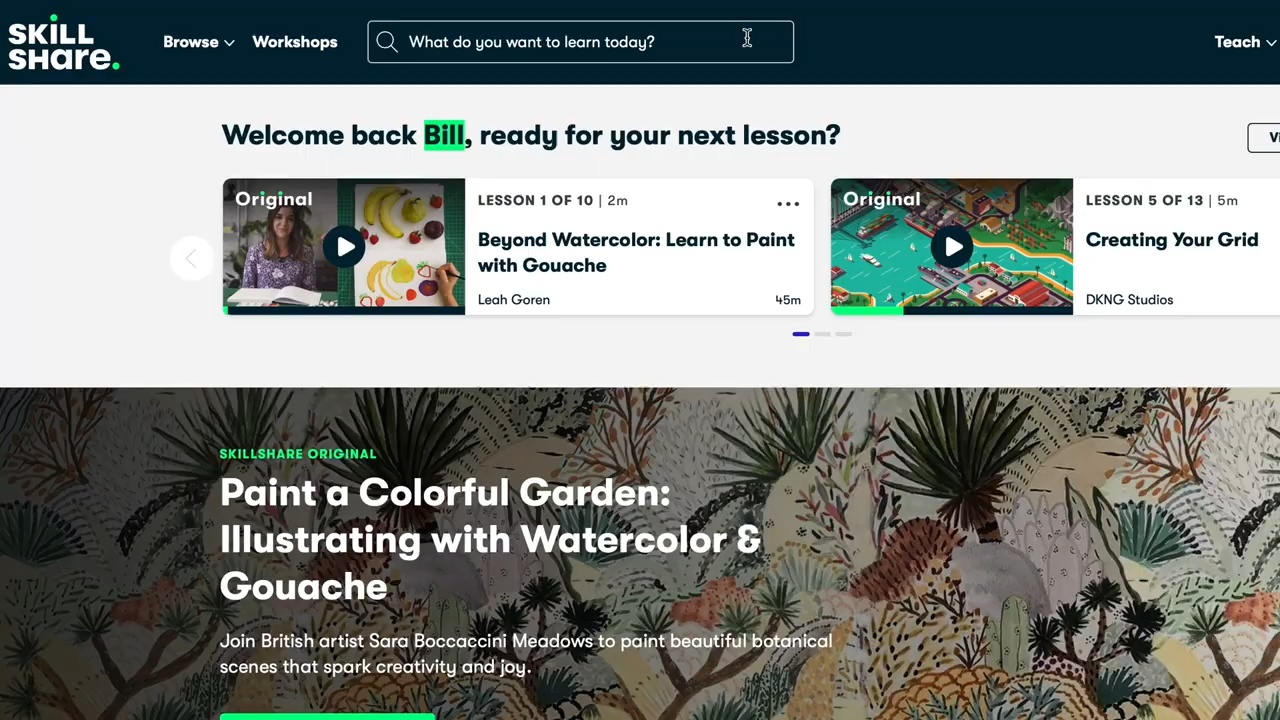 SKILL
SHare.
Browse
Workshops
What do you want to learn today?
Teach
Welcome back Bill, ready for your next lesson?
Original
LESSON 1 OF 10 | 2m
Beyond Watercolor: Learn to Paint
with Gouache
Leah Goren
45m
Original
LESSON 5 OF 13 | 5m
Creating Your Grid
DKNG Studios
SKILLSHARE ORIGINAL
Paint a Colorful Garden:
Illustrating with Watercolor &
Gouache
Join British artist Sara Boccaccini Meadows to paint beautiful botanical
scenes that spark creativity and joy.